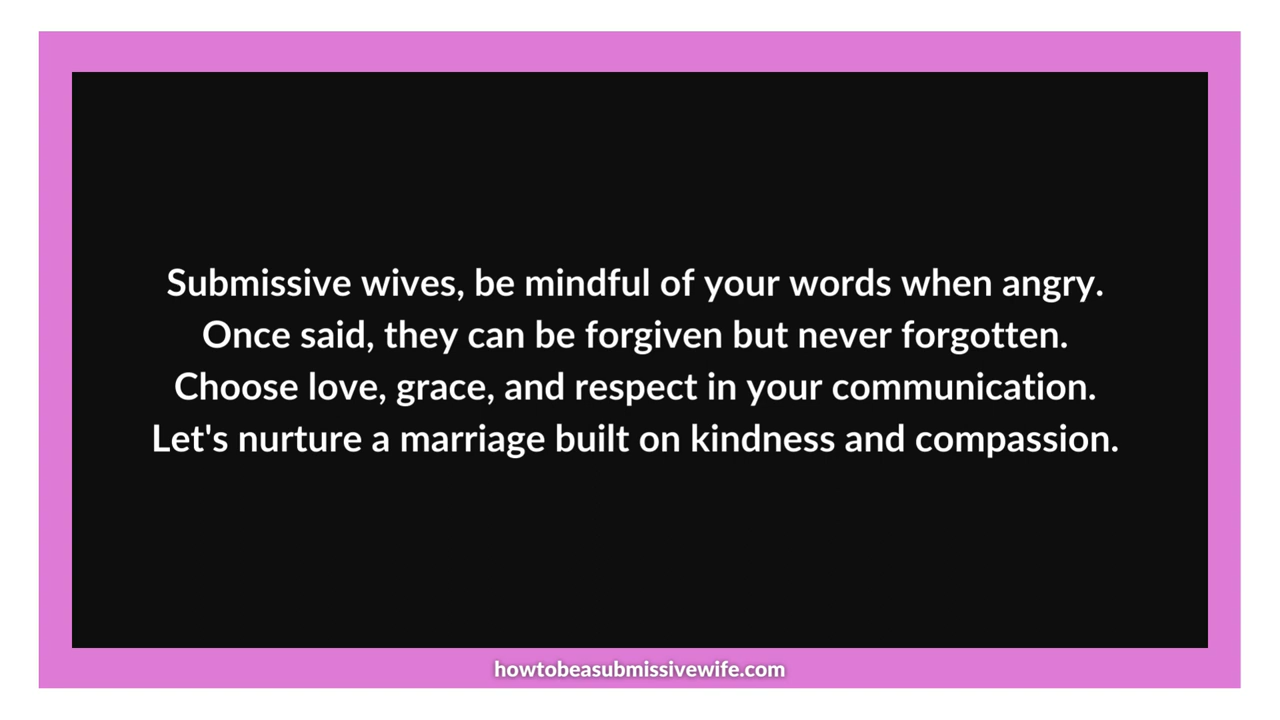 Submissive wives, be mindful of your words when angry.
Once said, they can be forgiven but never forgotten.
Choose love, grace, and respect in your communication.
Let's nurture a marriage built on kindness and compassion.
howtobeasubmissivewife.com